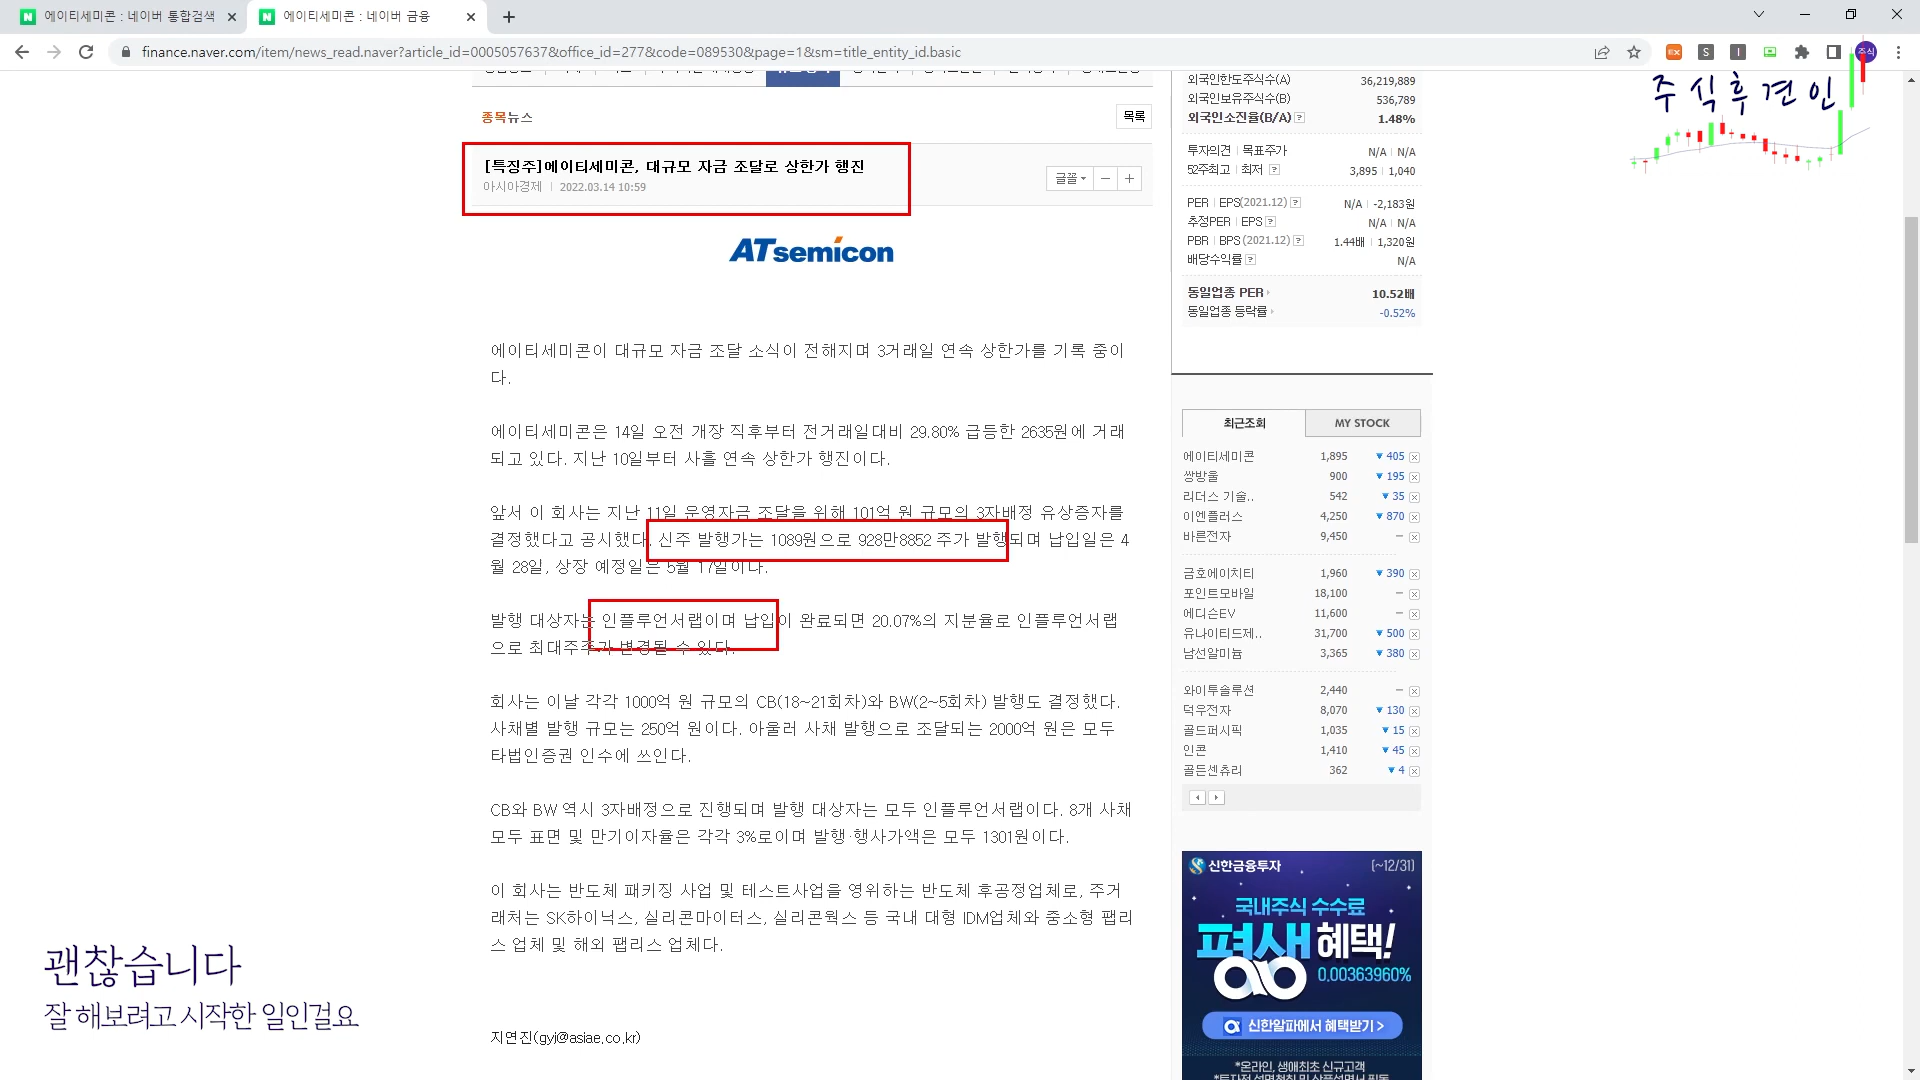 에이티세미콘 : 네이버 통합검색
에이티세미콘 : 네이버 금융
finance.naver.com/item/news_read.naver?article_id=0005057637&office_id=277&code=089530&page=1&sm=title_entity_id.basic
주식
주식후견인
종목뉴스
목록
[특징주]에이티세미콘, 대규모 자금 조달로 상한가 행진
아시아경제 | 2022.03.14 10:59
글꼴
ATsemicon
에이티세미콘이 대규모 자금 조달 소식이 전해지며 3거래일 연속 상한가를 기록 중이
다.
에이티세미콘은 14일 오전 개장 직후부터 전거래일대비 29.80% 급등한 2635원에 거래
되고 있다. 지난 10일부터 사흘 연속 상한가 행진이다.
앞서 이 회사는 지난 11일 운영자금 조달을 위해 101억 원 규모의 3자배정 유상증자를
결정했다고 공시했다. 신주 발행가는 1089원으로 928만8852 주가 발행되며 납입일은 4
월 28일, 상장 예정일은 5월 17일이다.
발행 대상자는 인플루언서랩이며 납입이 완료되면 20.07%의 지분율로 인플루언서랩
으로 최대주주가 변경될 수 있다.
회사는 이날 각각 1000억 원 규모의 CB(18~21회차)와 BW(2~5회차) 발행도 결정했다.
사채별 발행 규모는 250억 원이다. 아울러 사채 발행으로 조달되는 2000억 원은 모두
타법인증권 인수에 쓰인다.
CB와 BW 역시 3자배정으로 진행되며 발행 대상자는 모두 인플루언서랩이다. 8개 사채
모두 표면 및 만기이자율은 각각 3%로이며 발행·행사가액은 모두 1301원이다.
이 회사는 반도체 패키징 사업 및 테스트사업을 영위하는 반도체 후공정업체로, 주거
래처는 SK하이닉스, 실리콘마이터스, 실리콘웍스 등 국내 대형 IDM업체와 중소형 팹리
스 업체 및 해외 팹리스 업체다.
지연진(gyj@asiae.co.kr)
외국인한도주식수(A) 36,219,889
외국인보유주식수(B) 536,789
외국인소진율(B/A) 1.48%
투자의견 | 목표주가 N/A | N/A
52주최고 | 최저 3,895 | 1,040
PER | EPS(2021.12) N/A | -2,183원
추정PER | EPS N/A | N/A
PBR | BPS (2021.12) 1.44배 | 1,320원
배당수익률 N/A
동일업종 PER 10.52배
동일업종 등락률 -0.52%
최근조회 MY STOCK
에이티세미콘 1,895 ▼ 405
쌍방울 900 ▼ 195
리더스 기술.. 542 ▼ 35
이엔플러스 4,250 ▼ 870
바른전자 9,450 −
금호에이치티 1,960 ▼ 390
포인트모바일 18,100 −
에디슨EV 11,600 −
유나이티드제.. 31,700 ▼ 500
남선알미늄 3,365 ▼ 380
와이투솔루션 2,440 −
덕우전자 8,070 ▼ 130
골드퍼시픽 1,035 ▼ 15
인콘 1,410 ▼ 45
골든센츄리 362 ▼ 4
신한금융투자 (~12/31)
국내주식 수수료
평생 혜택!
0.00363960%
신한알파에서 혜택받기 >
*온라인, 생애최초 신규고객
괜찮습니다
잘 해보려고 시작한 일인걸요